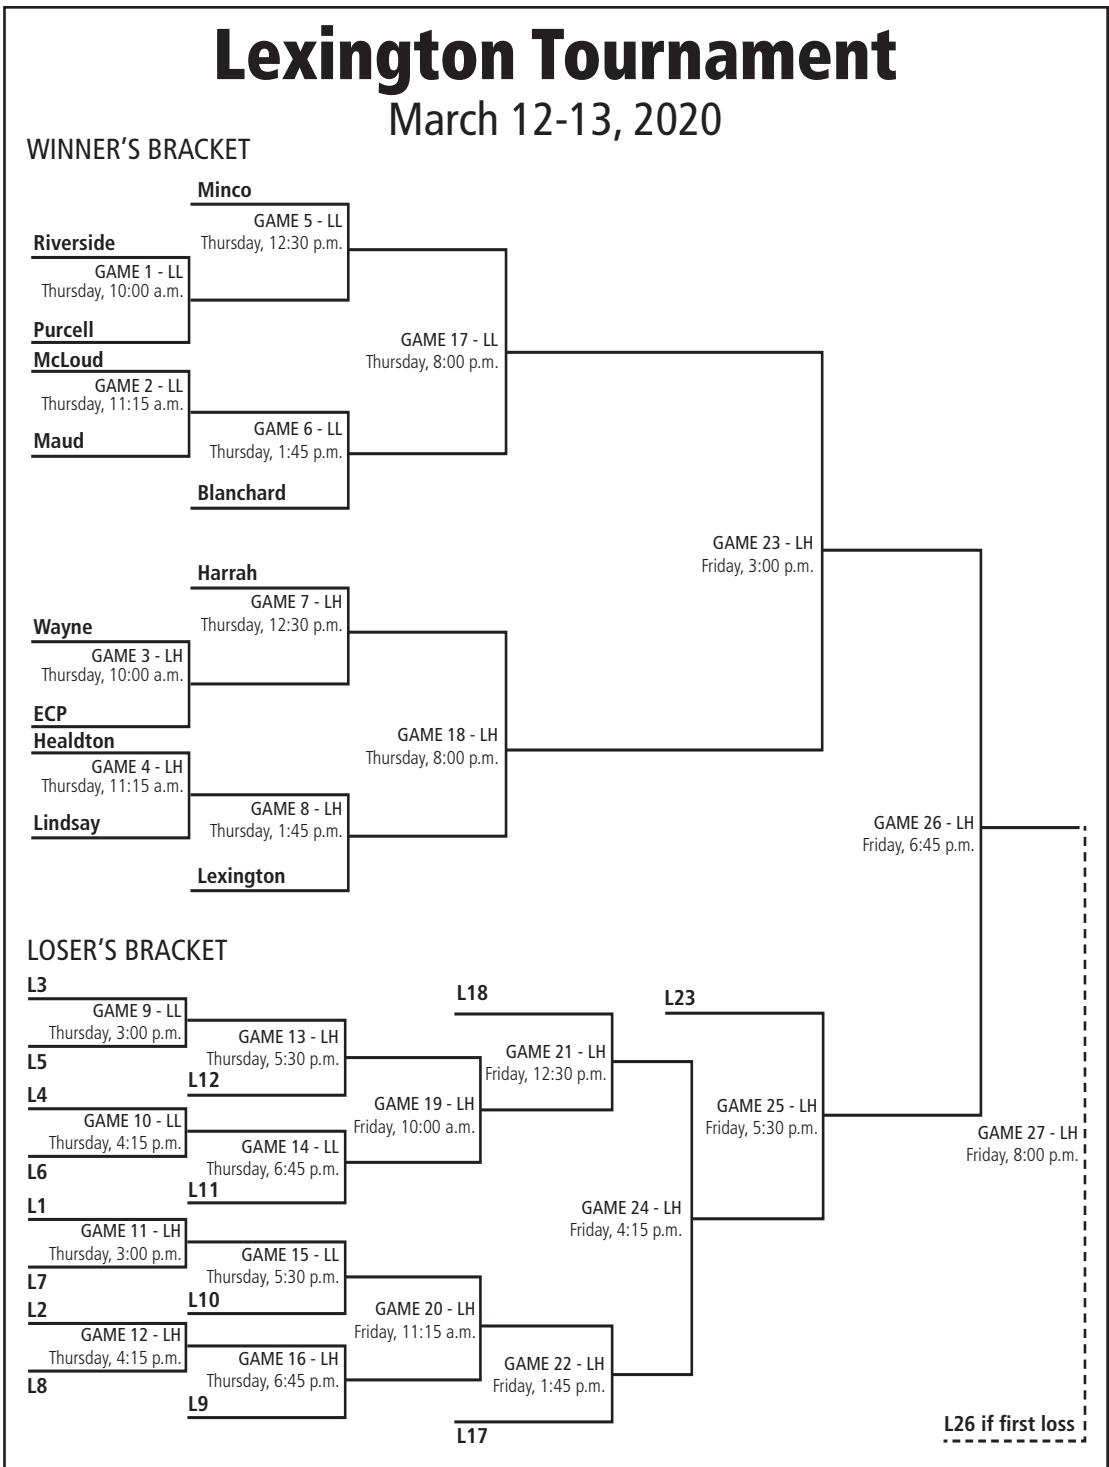 Lexington Tournament
March 12-13, 2020
WINNER'S BRACKET
Minco
GAME 5 - LL
Thursday, 12:30 p.m.
Riverside
GAME 1 - LL
Thursday, 10:00 a.m.
Purcell
McLoud
GAME 2 - LL
Thursday, 11:15 a.m.
Maud
GAME 6 - LL
Thursday, 1:45 p.m.
Blanchard
GAME 17 - LL
Thursday, 8:00 p.m.
Harrah
GAME 7 - LH
Thursday, 12:30 p.m.
Wayne
GAME 3 - LH
Thursday, 10:00 a.m.
ECP
Healdton
GAME 4 - LH
Thursday, 11:15 a.m.
Lindsay
GAME 8 - LH
Thursday, 1:45 p.m.
Lexington
GAME 18 - LH
Thursday, 8:00 p.m.
GAME 23 - LH
Friday, 3:00 p.m.
GAME 26 - LH
Friday, 6:45 p.m.
LOSER'S BRACKET
L3
GAME 9 - LL
Thursday, 3:00 p.m.
L5
GAME 13 - LH
Thursday, 5:30 p.m.
L12
L4
GAME 10 - LL
Thursday, 4:15 p.m.
L6
GAME 14 - LL
Thursday, 6:45 p.m.
L11
L1
GAME 11 - LH
Thursday, 3:00 p.m.
L7
GAME 15 - LL
Thursday, 5:30 p.m.
L10
L2
GAME 12 - LH
Thursday, 4:15 p.m.
L8
GAME 16 - LH
Thursday, 6:45 p.m.
L9
GAME 19 - LH
Friday, 10:00 a.m.
GAME 20 - LH
Friday, 11:15 a.m.
L18
GAME 21 - LH
Friday, 12:30 p.m.
GAME 22 - LH
Friday, 1:45 p.m.
L17
GAME 24 - LH
Friday, 4:15 p.m.
L23
GAME 25 - LH
Friday, 5:30 p.m.
GAME 27 - LH
Friday, 8:00 p.m.
L26 if first loss